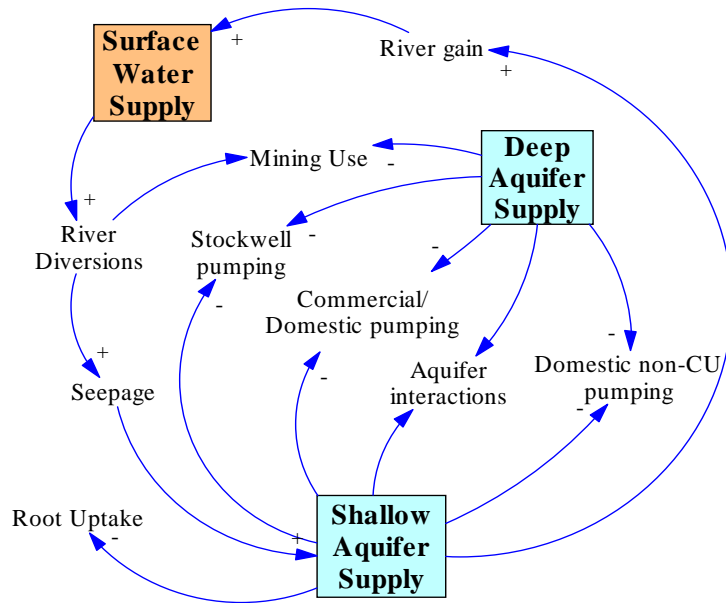 Surface
Water
Supply
+
River gain
+
Mining Use
-
Deep
Aquifer
Supply
+
River
Diversions
Stockwell
pumping
-
-
-
Commercial/
Domestic pumping
-
-
Aquifer
interactions
-
Domestic non-CU
pumping
-
+
Seepage
Root Uptake
-
+
Shallow
Aquifer
Supply